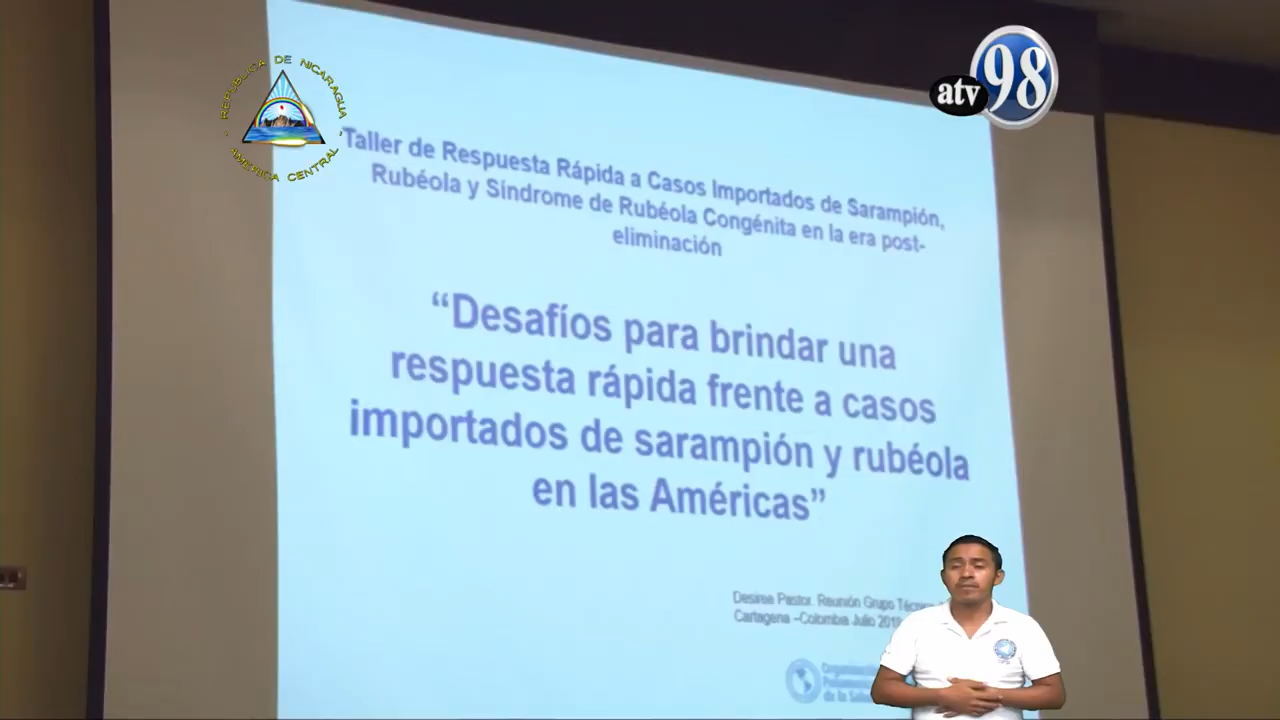 REPÚBLICA DE NICARAGUA
AMÉRICA CENTRAL
atv 98
Taller de Respuesta Rápida a Casos Importados de Sarampión,
Rubéola y Síndrome de Rubéola Congénita en la era post-
eliminación
“Desafíos para brindar una
respuesta rápida frente a casos
importados de sarampión y rubéola
en las Américas”
Desiree Pastor. Reunión Grupo
Cartagena –Colombia Julio
de la